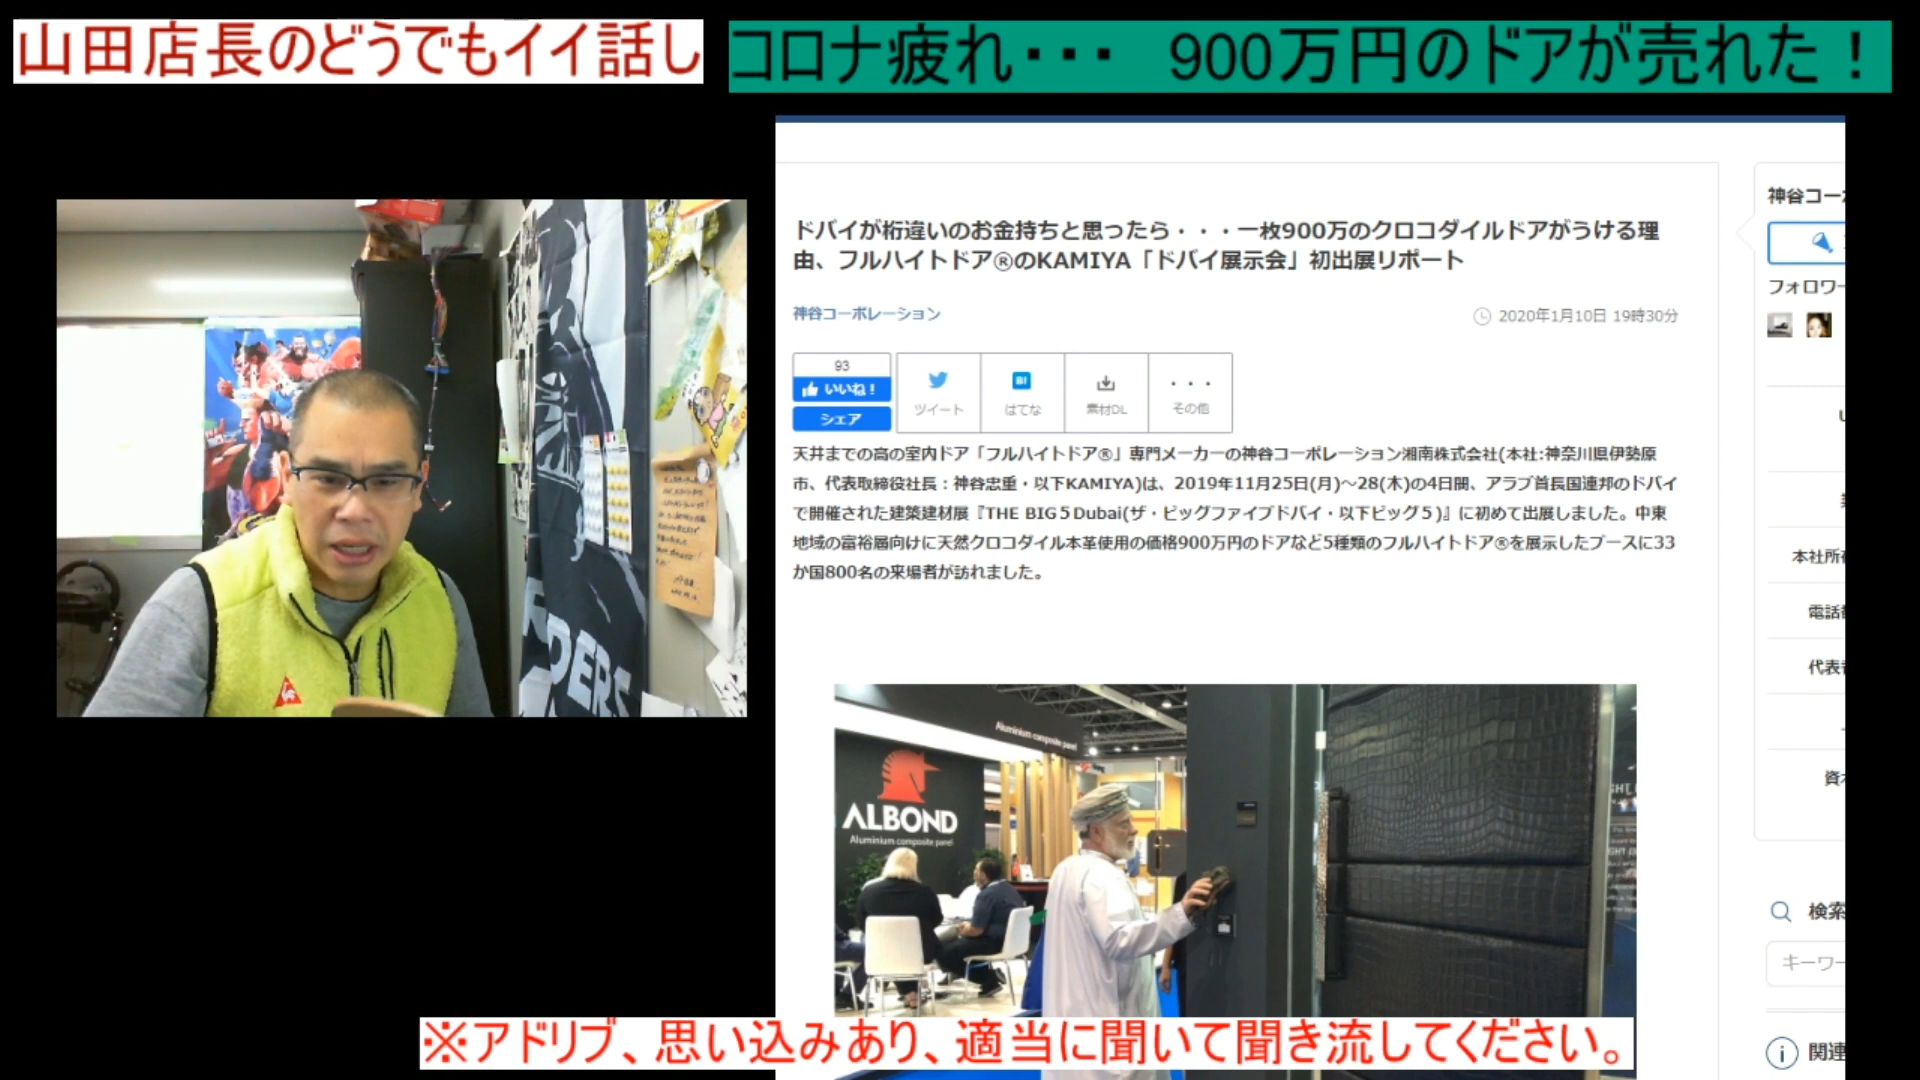 山田店長のどうでもイイ話し
コロナ疲れ・・・　900万円のドアが売れた！
ドバイが桁違いのお金持ちと思ったら・・・一枚900万のクロコダイルドアがうける理
由、フルハイトドア®のKAMIYA「ドバイ展示会」初出展リポート
神谷コーポレーション
2020年1月10日 19時30分
93
いいね！
シェア
ツイート
B!
はてな
素材DL
その他
天井までの高の室内ドア「フルハイトドア®」専門メーカーの神谷コーポレーション湘南株式会社(本社:神奈川県伊勢原
市、代表取締役社長：神谷忠重・以下KAMIYA)は、2019年11月25日(月)～28(木)の4日間、アラブ首長国連邦のドバイ
で開催された建築建材展『THE BIG５Dubai(ザ・ビッグファイブドバイ・以下ビッグ５)』に初めて出展しました。中東
地域の富裕層向けに天然クロコダイル本革使用の価格900万円のドアなど5種類のフルハイトドア®を展示したブースに33
か国800名の来場者が訪れました。
神谷コー
フォロワー
本社所
電話
代表
資
検索
キーワー
関連
Aluminium composite panel
ALBOND
Aluminium composite panel
DERS
※アドリブ、思い込みあり、適当に聞いて聞き流してください。